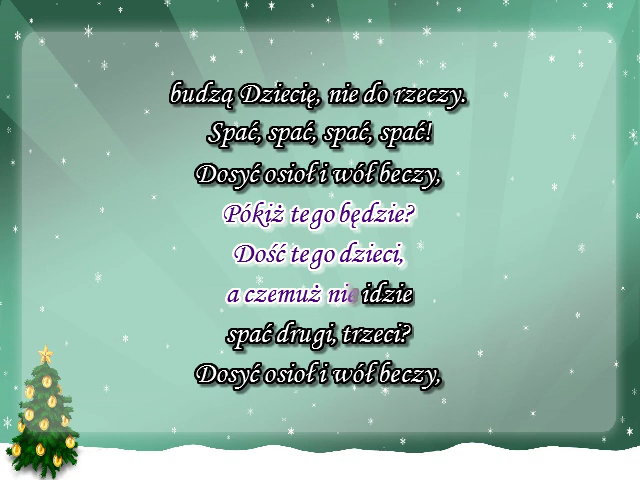 budzą Dziecię, nie do rzeczy.
Spać, spać, spać, spać!
Dosyć osioł i wół beczy,
Pókiż tego będzie?
Dość tego dzieci,
a czemuż nie idzie
spać drugi, trzeci?
Dosyć osioł i wół beczy,